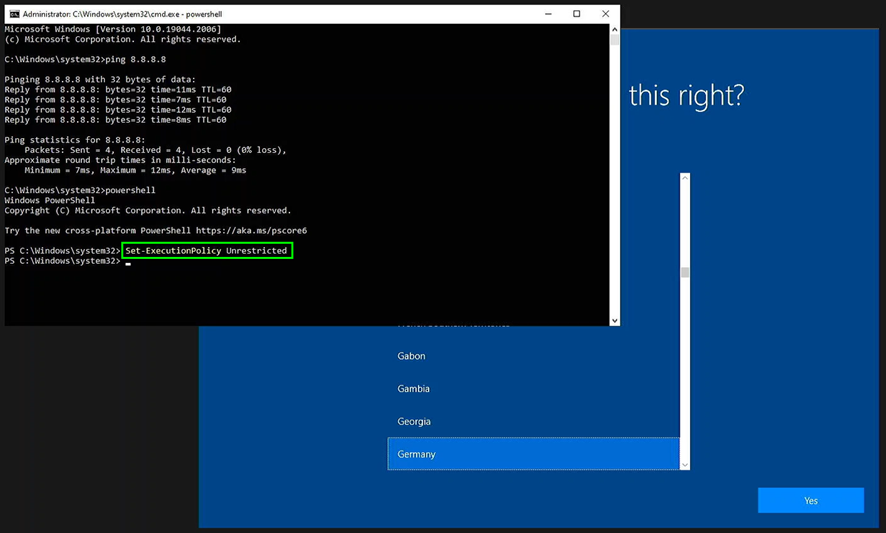 Administrator: C:\Windows\system32\cmd.exe - powershell
Microsoft Windows [Version 10.0.19044.2006]
(c) Microsoft Corporation. All rights reserved.
C:\Windows\system32>ping 8.8.8.8
Pinging 8.8.8.8 with 32 bytes of data:
Reply from 8.8.8.8: bytes=32 time=11ms TTL=60
Reply from 8.8.8.8: bytes=32 time=7ms TTL=60
Reply from 8.8.8.8: bytes=32 time=12ms TTL=60
Reply from 8.8.8.8: bytes=32 time=8ms TTL=60
Ping statistics for 8.8.8.8:
Packets: Sent = 4, Received = 4, Lost = 0 (0% loss),
Approximate round trip times in milli-seconds:
Minimum = 7ms, Maximum = 12ms, Average = 9ms
C:\Windows\system32>powershell
Windows PowerShell
Copyright (C) Microsoft Corporation. All rights reserved.
Try the new cross-platform PowerShell https://aka.ms/pscore6
PS C:\Windows\system32> Set-ExecutionPolicy Unrestricted
PS C:\Windows\system32>
this right?
Gabon
Gambia
Georgia
Germany
Yes